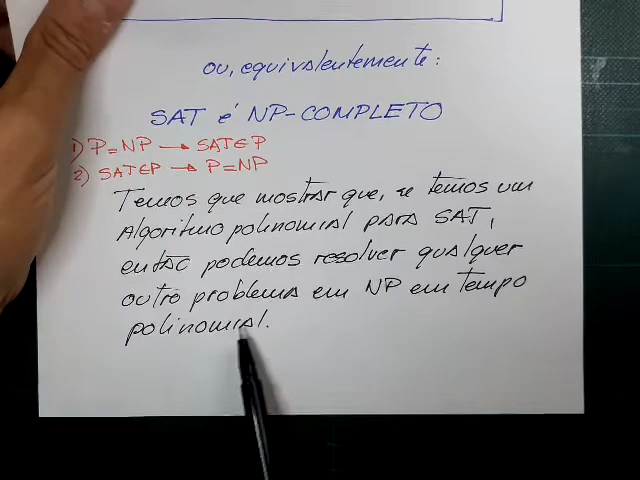 ou, equivalentemente:
SAT é NP-COMPLETO
1) P=NP → SAT∈P
2) SAT∈P → P=NP
Temos que mostrar que, se temos um
Algoritmo polinomial para SAT,
então podemos resolver qualquer
outro problema em NP em tempo
polinomial.